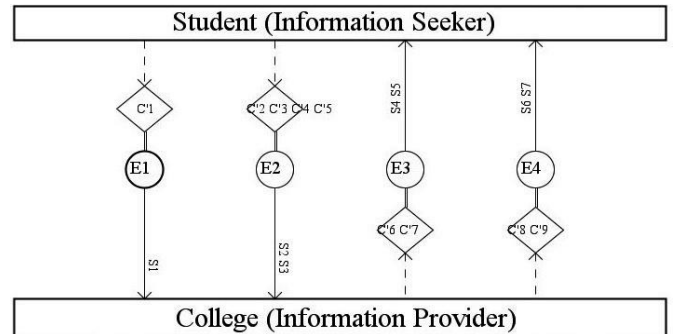 Student (Information Seeker)
C'1
C'2 C'3 C'4 C'5
S4 S5
S6 S7
E1
E2
E3
E4
C'6 C'7
C'8 C'9
S1
S2 S3
College (Information Provider)